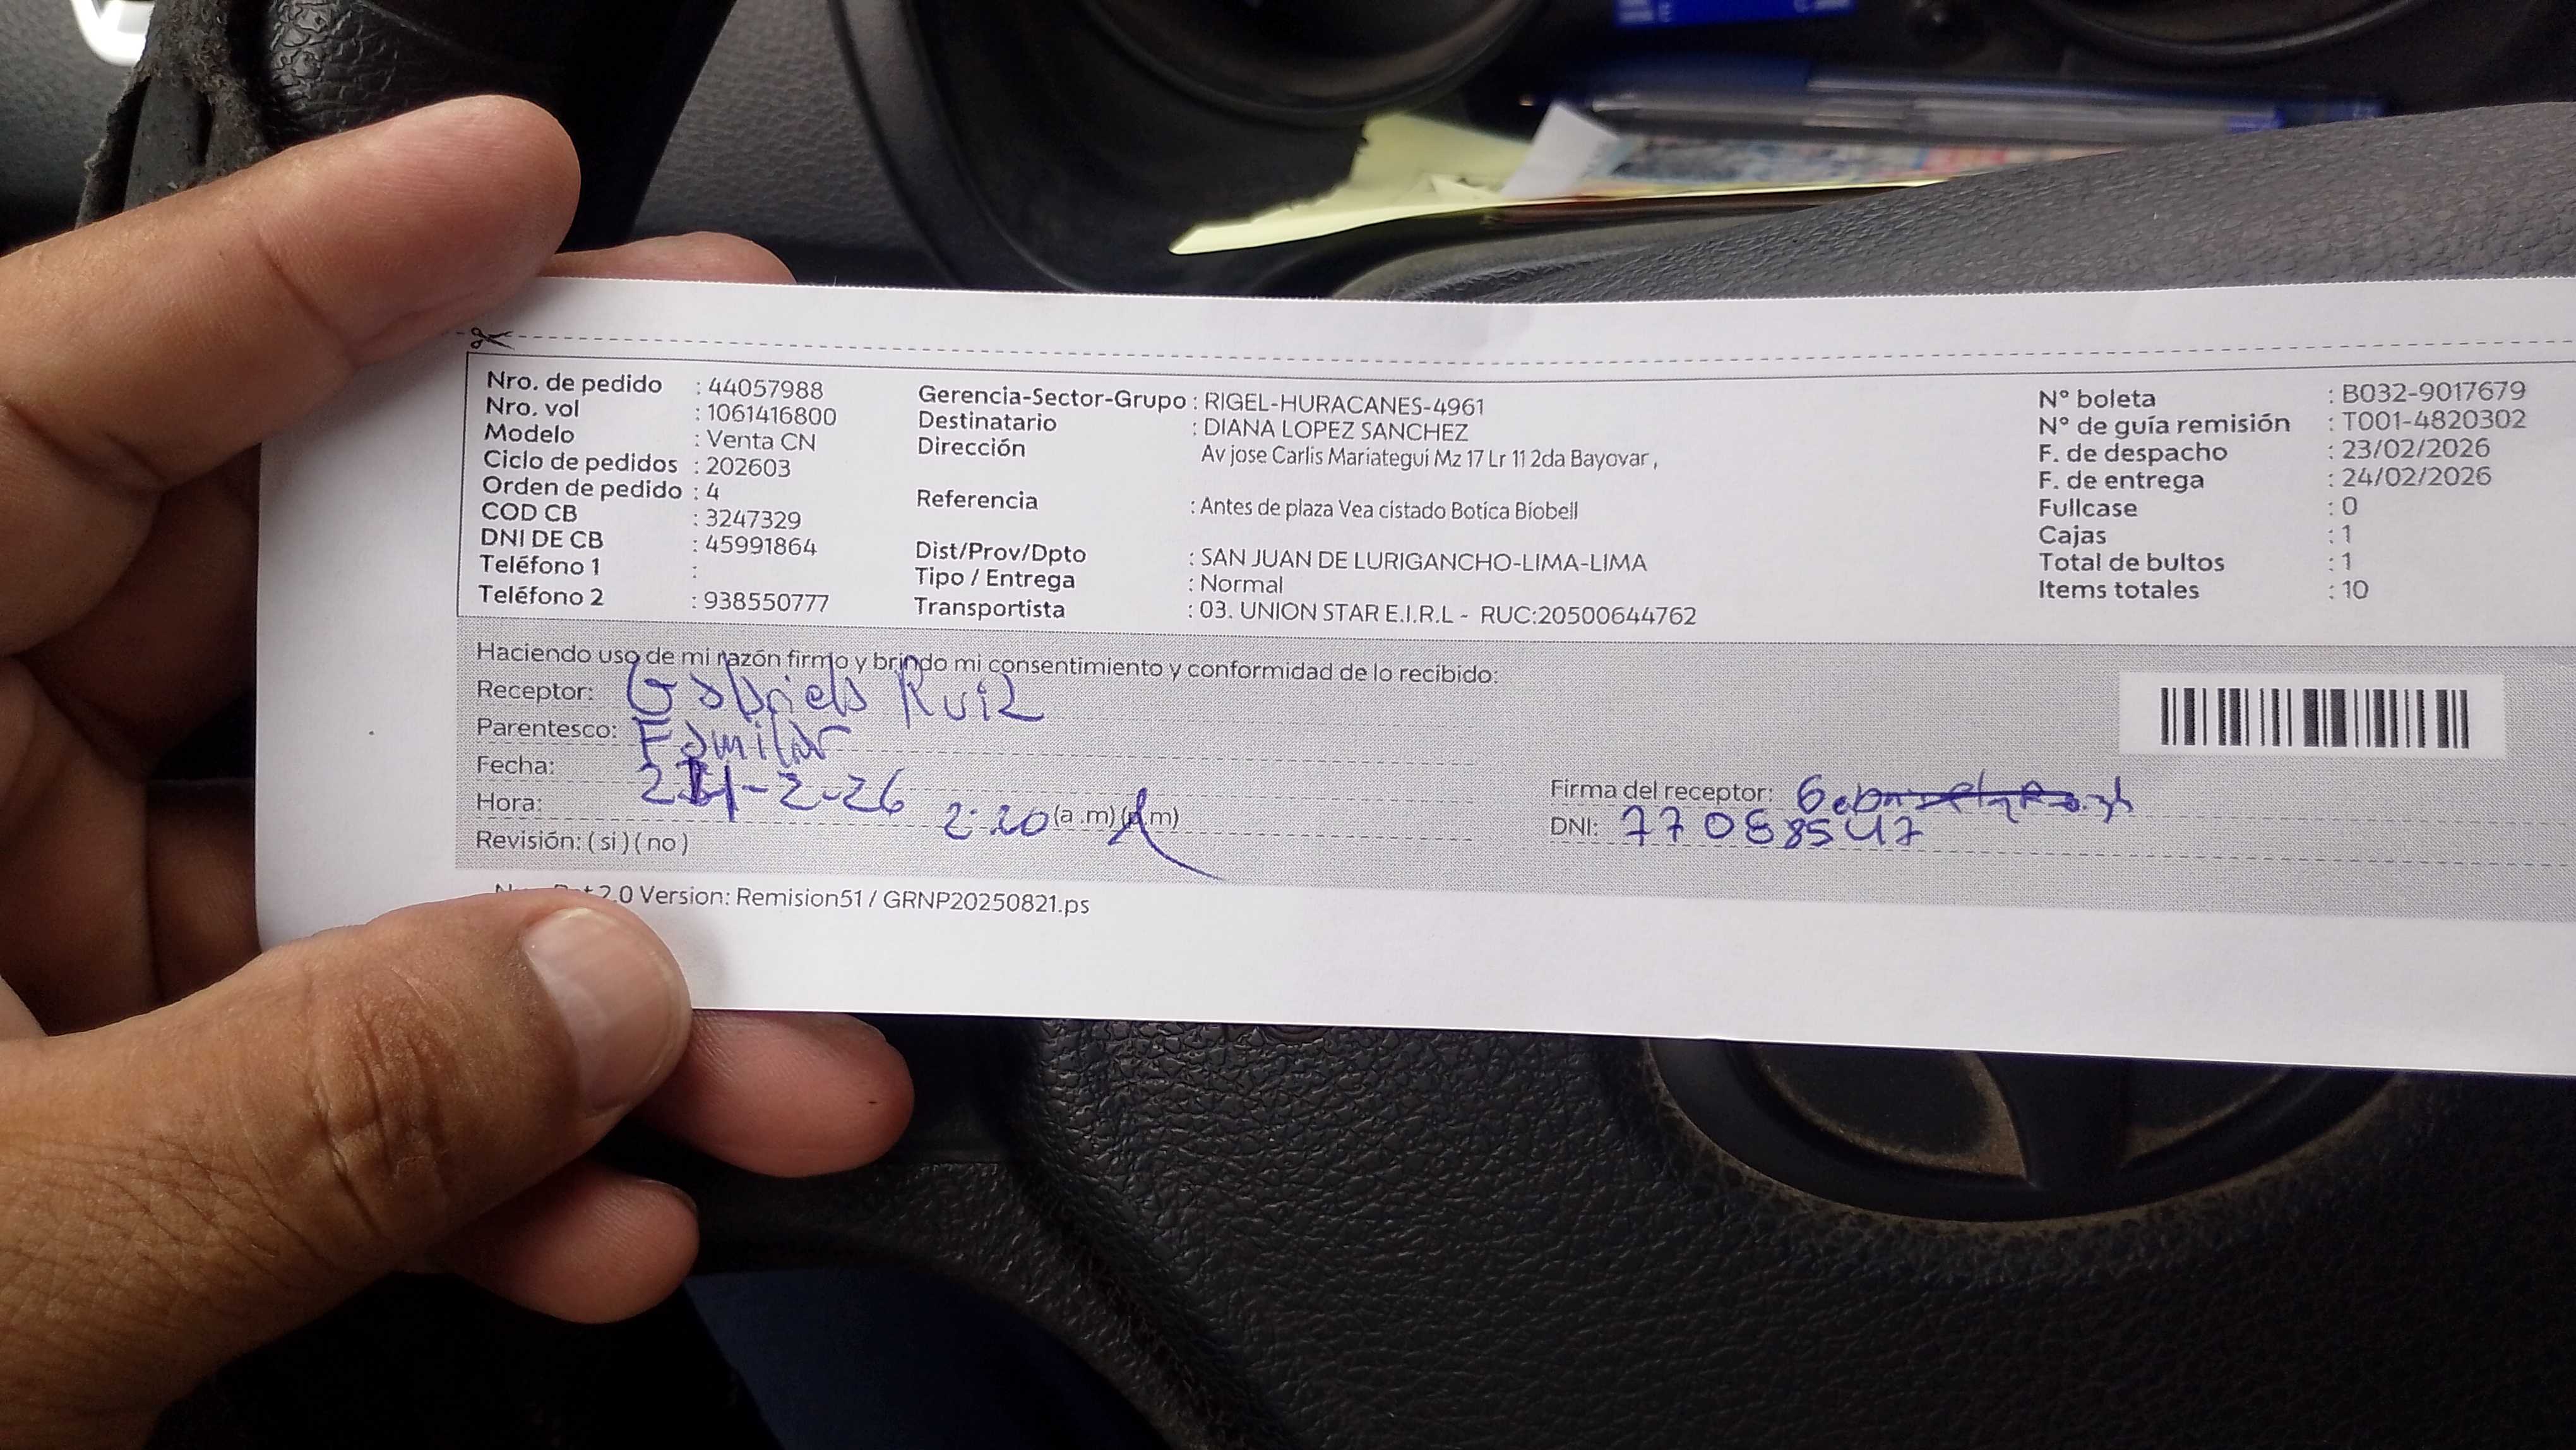 Nro. de pedido : 44057988
Nro. vol : 1061416800
Modelo : Venta CN
Ciclo de pedidos : 202603
Orden de pedido : 4
COD CB : 3247329
DNI DE CB : 45991864
Teléfono 1 :
Teléfono 2 : 938550777
Gerencia-Sector-Grupo : RIGEL-HURACANES-4961
Destinatario : DIANA LOPEZ SANCHEZ
Dirección Av jose Carlis Mariategui Mz 17 Lr 11 2da Bayovar ,
Referencia : Antes de plaza Vea cistado Botica Biobell
Dist/Prov/Dpto : SAN JUAN DE LURIGANCHO-LIMA-LIMA
Tipo / Entrega : Normal
Transportista : 03. UNION STAR E.I.R.L - RUC:20500644762
N° boleta : B032-9017679
N° de guía remisión : T001-4820302
F. de despacho : 23/02/2026
F. de entrega : 24/02/2026
Fullcase : 0
Cajas : 1
Total de bultos : 1
Items totales : 10
Haciendo uso de mi razón firmo y brindo mi consentimiento y conformidad de lo recibido:
Receptor: Gabriela Ruiz
Parentesco: Familiar
Fecha: 24-2-26
Hora: 2:20 (a .m) (p.m)
Revisión: ( si ) ( no )
Firma del receptor:
DNI: 77088547
2.0 Version: Remision51 / GRNP20250821.ps